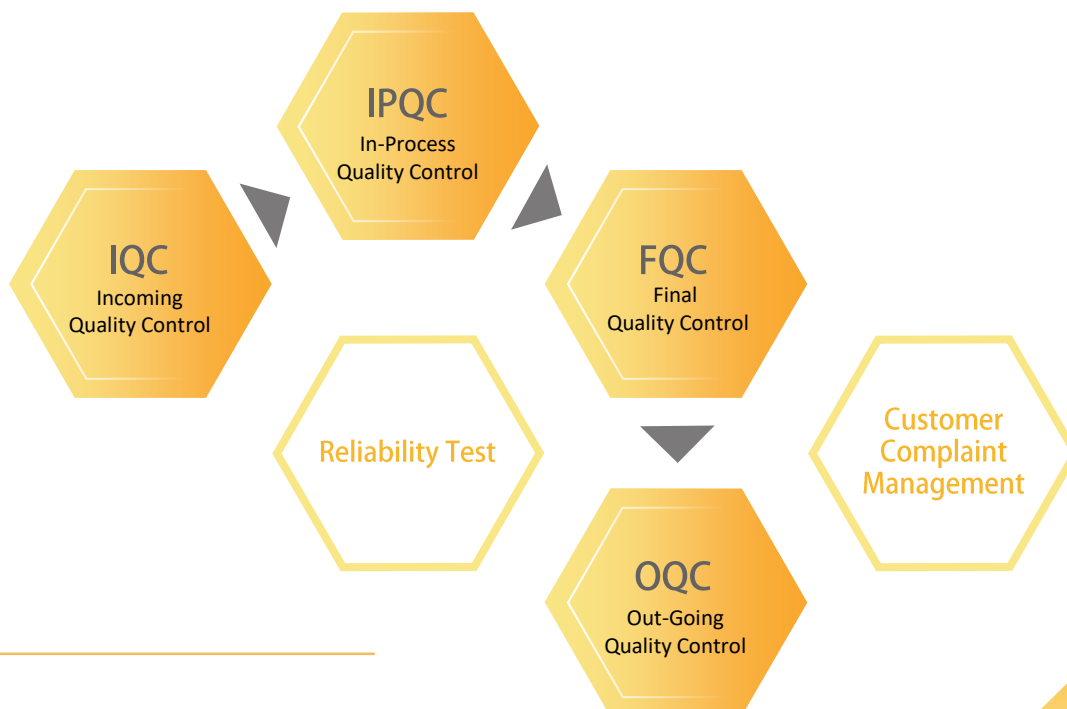 IPQC
In-Process
Quality Control
IQC
Incoming
Quality Control
FQC
Final
Quality Control
Reliability Test
Customer
Complaint
Management
OQC
Out-Going
Quality Control